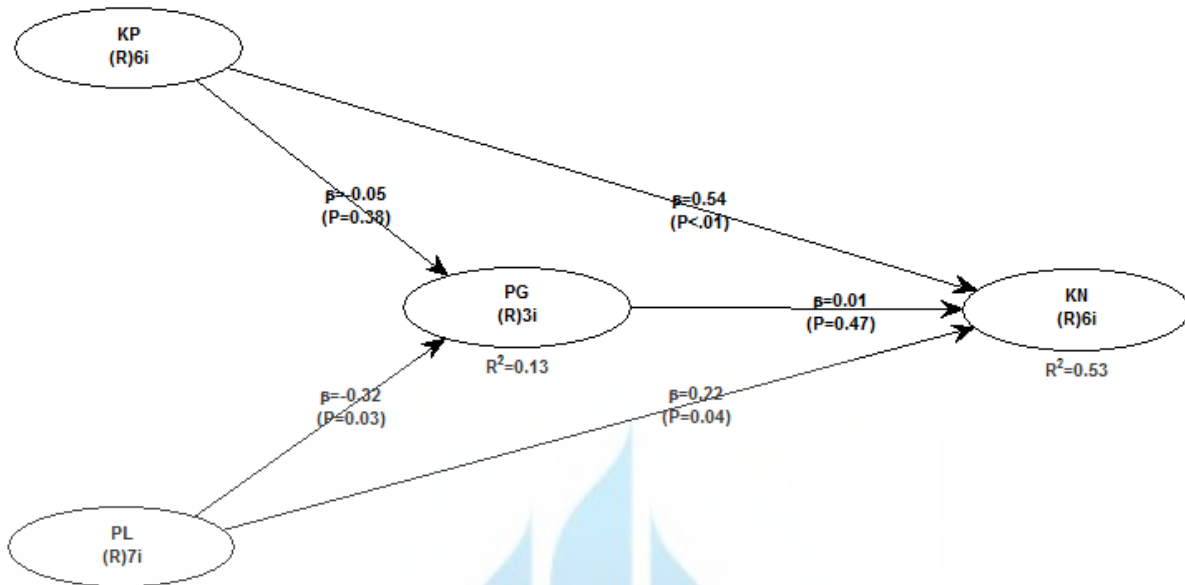 KP
(R)6i
β=-0.05
(P=0.38)
β=0.54
(P<.01)
PG
(R)3i
R²=0.13
β=0.01
(P=0.47)
KN
(R)6i
R²=0.53
β=-0.32
(P=0.03)
β=0.22
(P=0.04)
PL
(R)7i